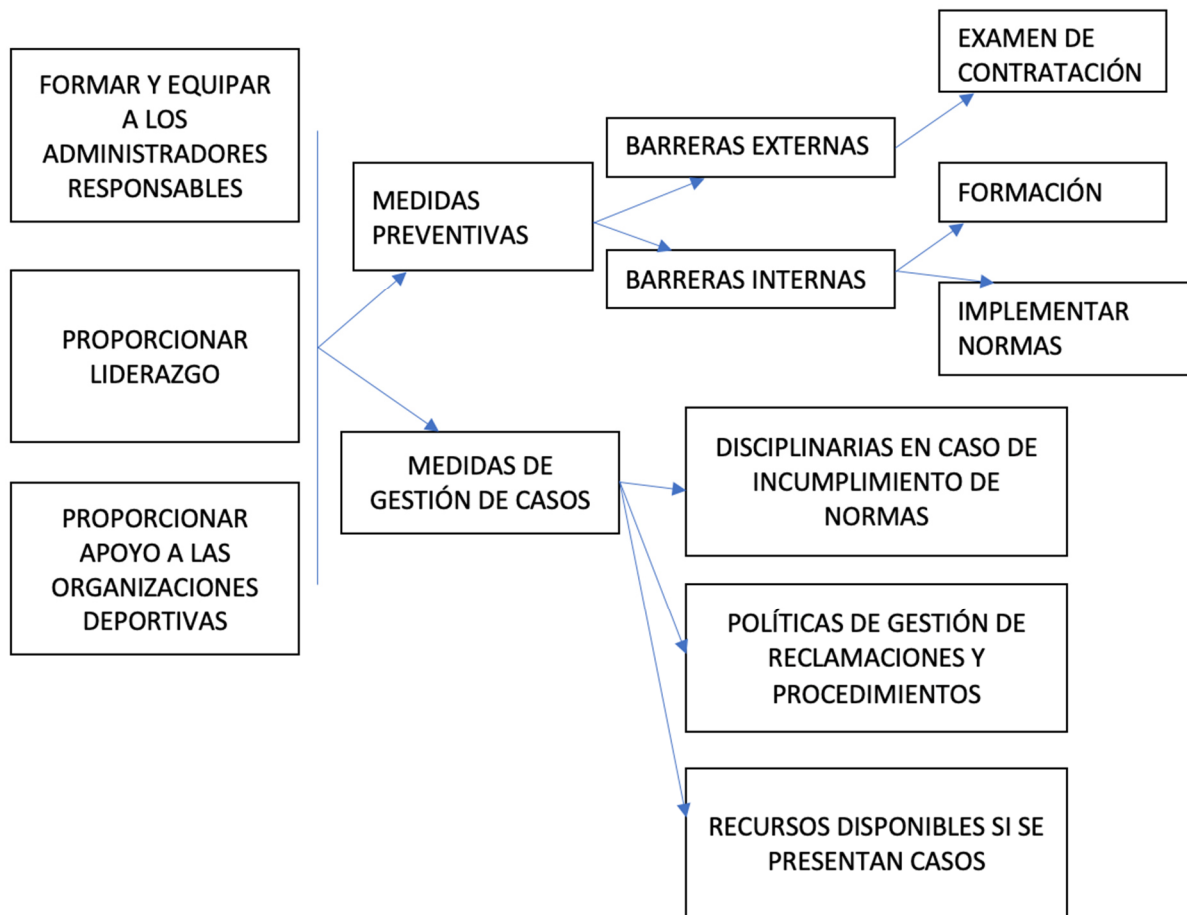 FORMAR Y EQUIPAR
A LOS
ADMINISTRADORES
RESPONSABLES
PROPORCIONAR
LIDERAZGO
PROPORCIONAR
APOYO A LAS
ORGANIZACIONES
DEPORTIVAS
MEDIDAS
PREVENTIVAS
BARRERAS EXTERNAS
BARRERAS INTERNAS
EXAMEN DE
CONTRATACIÓN
FORMACIÓN
IMPLEMENTAR
NORMAS
MEDIDAS DE
GESTIÓN DE CASOS
DISCIPLINARIAS EN CASO DE
INCUMPLIMIENTO DE
NORMAS
POLÍTICAS DE GESTIÓN DE
RECLAMACIONES Y
PROCEDIMIENTOS
RECURSOS DISPONIBLES SI SE
PRESENTAN CASOS